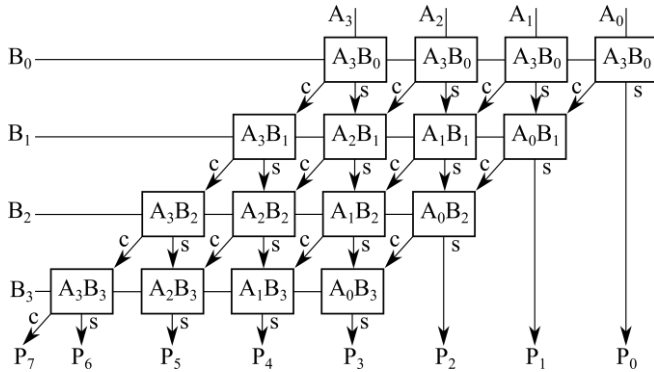 A₃ A₂ A₁ A₀
B₀ A₃B₀ A₃B₀ A₃B₀ A₃B₀
c s c s c s c s
B₁ A₃B₁ A₂B₁ A₁B₁ A₀B₁
c s c s c s c s
B₂ A₃B₂ A₂B₂ A₁B₂ A₀B₂
c s c s c s c s
B₃ A₃B₃ A₂B₃ A₁B₃ A₀B₃
c s s s s
P₇ P₆ P₅ P₄ P₃ P₂ P₁ P₀